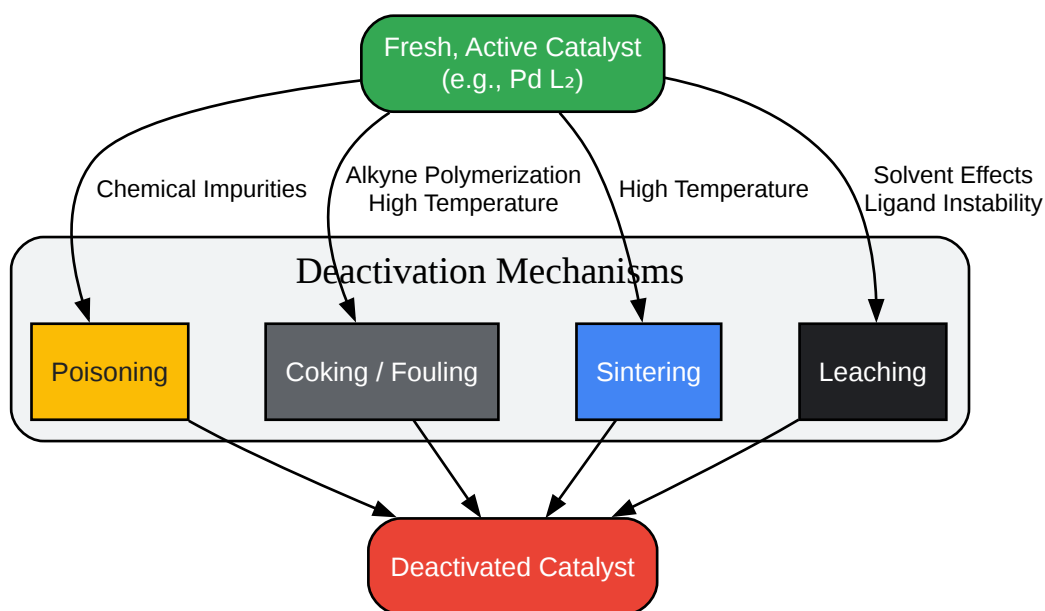 Fresh, Active Catalyst
(e.g., Pd L₂)
Chemical Impurities
Alkyne Polymerization
High Temperature
High Temperature
Solvent Effects
Ligand Instability
Deactivation Mechanisms
Poisoning
Coking / Fouling
Sintering
Leaching
Deactivated Catalyst